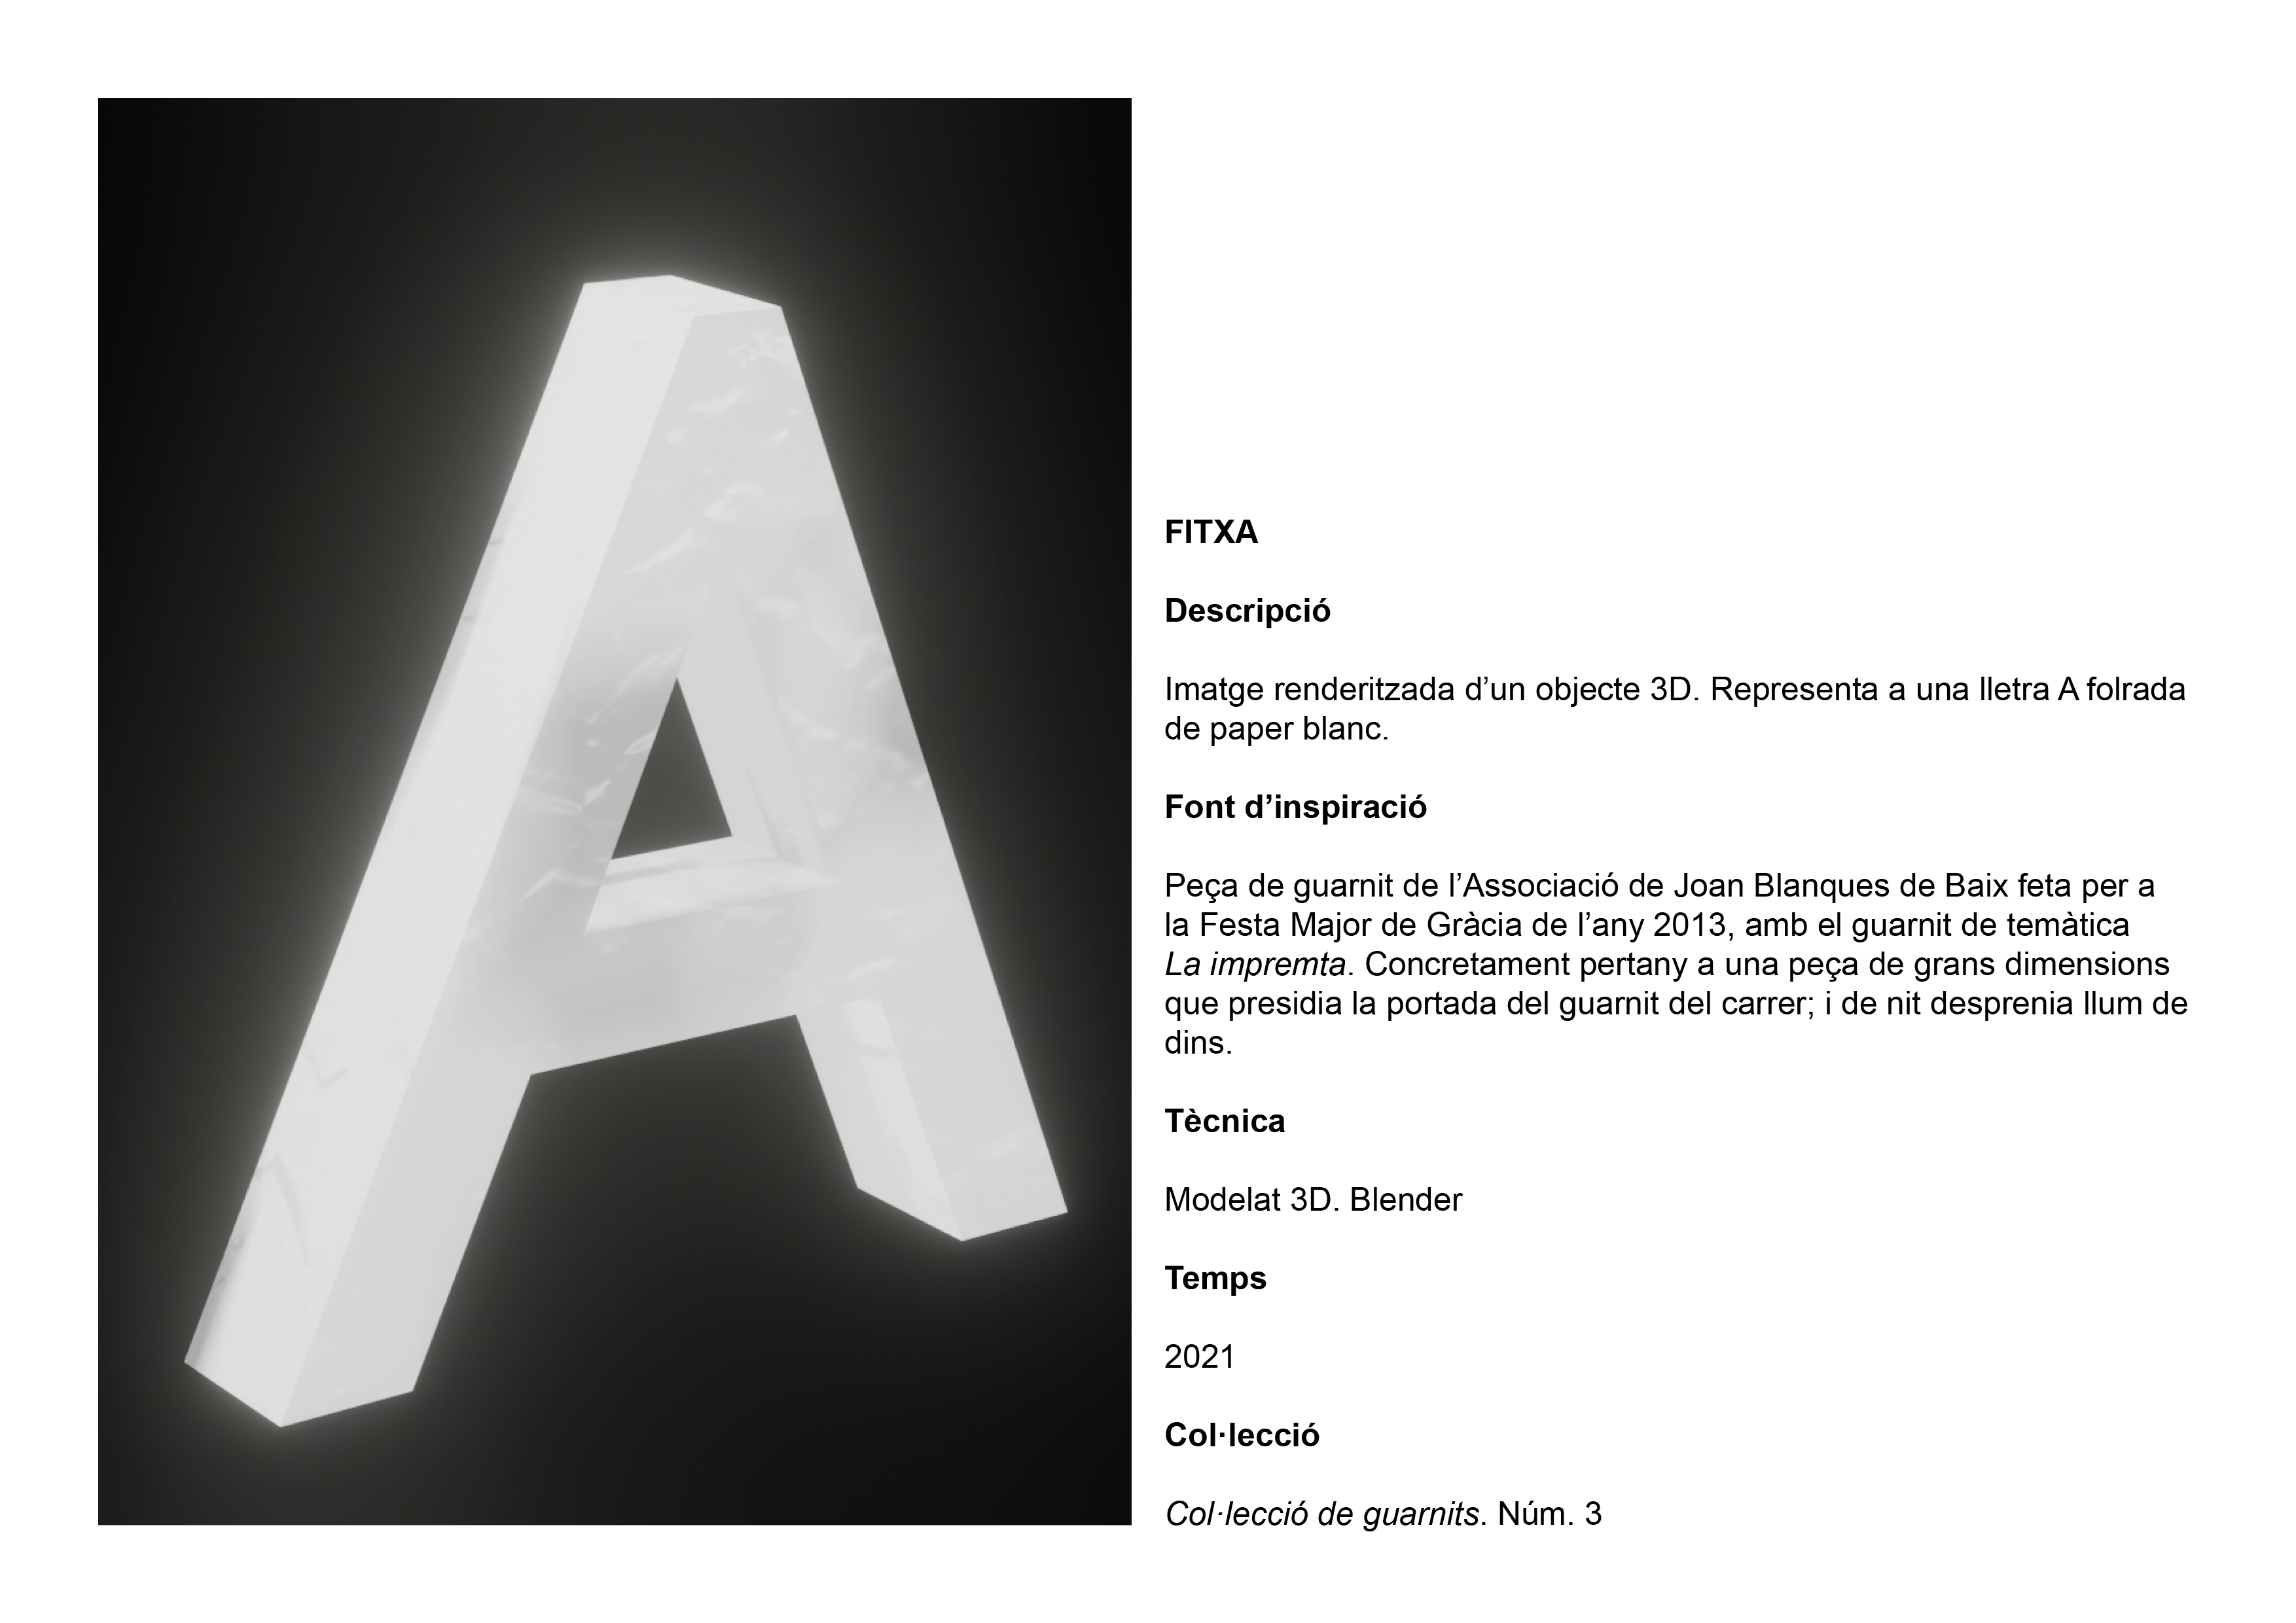 A
FITXA
Descripció
Imatge renderitzada d’un objecte 3D. Representa a una lletra A folrada
de paper blanc.
Font d’inspiració
Peça de guarnit de l’Associació de Joan Blanques de Baix feta per a
la Festa Major de Gràcia de l’any 2013, amb el guarnit de temàtica
La impremta. Concretament pertany a una peça de grans dimensions
que presidia la portada del guarnit del carrer; i de nit desprenia llum de
dins.
Tècnica
Modelat 3D. Blender
Temps
2021
Col·lecció
Col·lecció de guarnits. Núm. 3